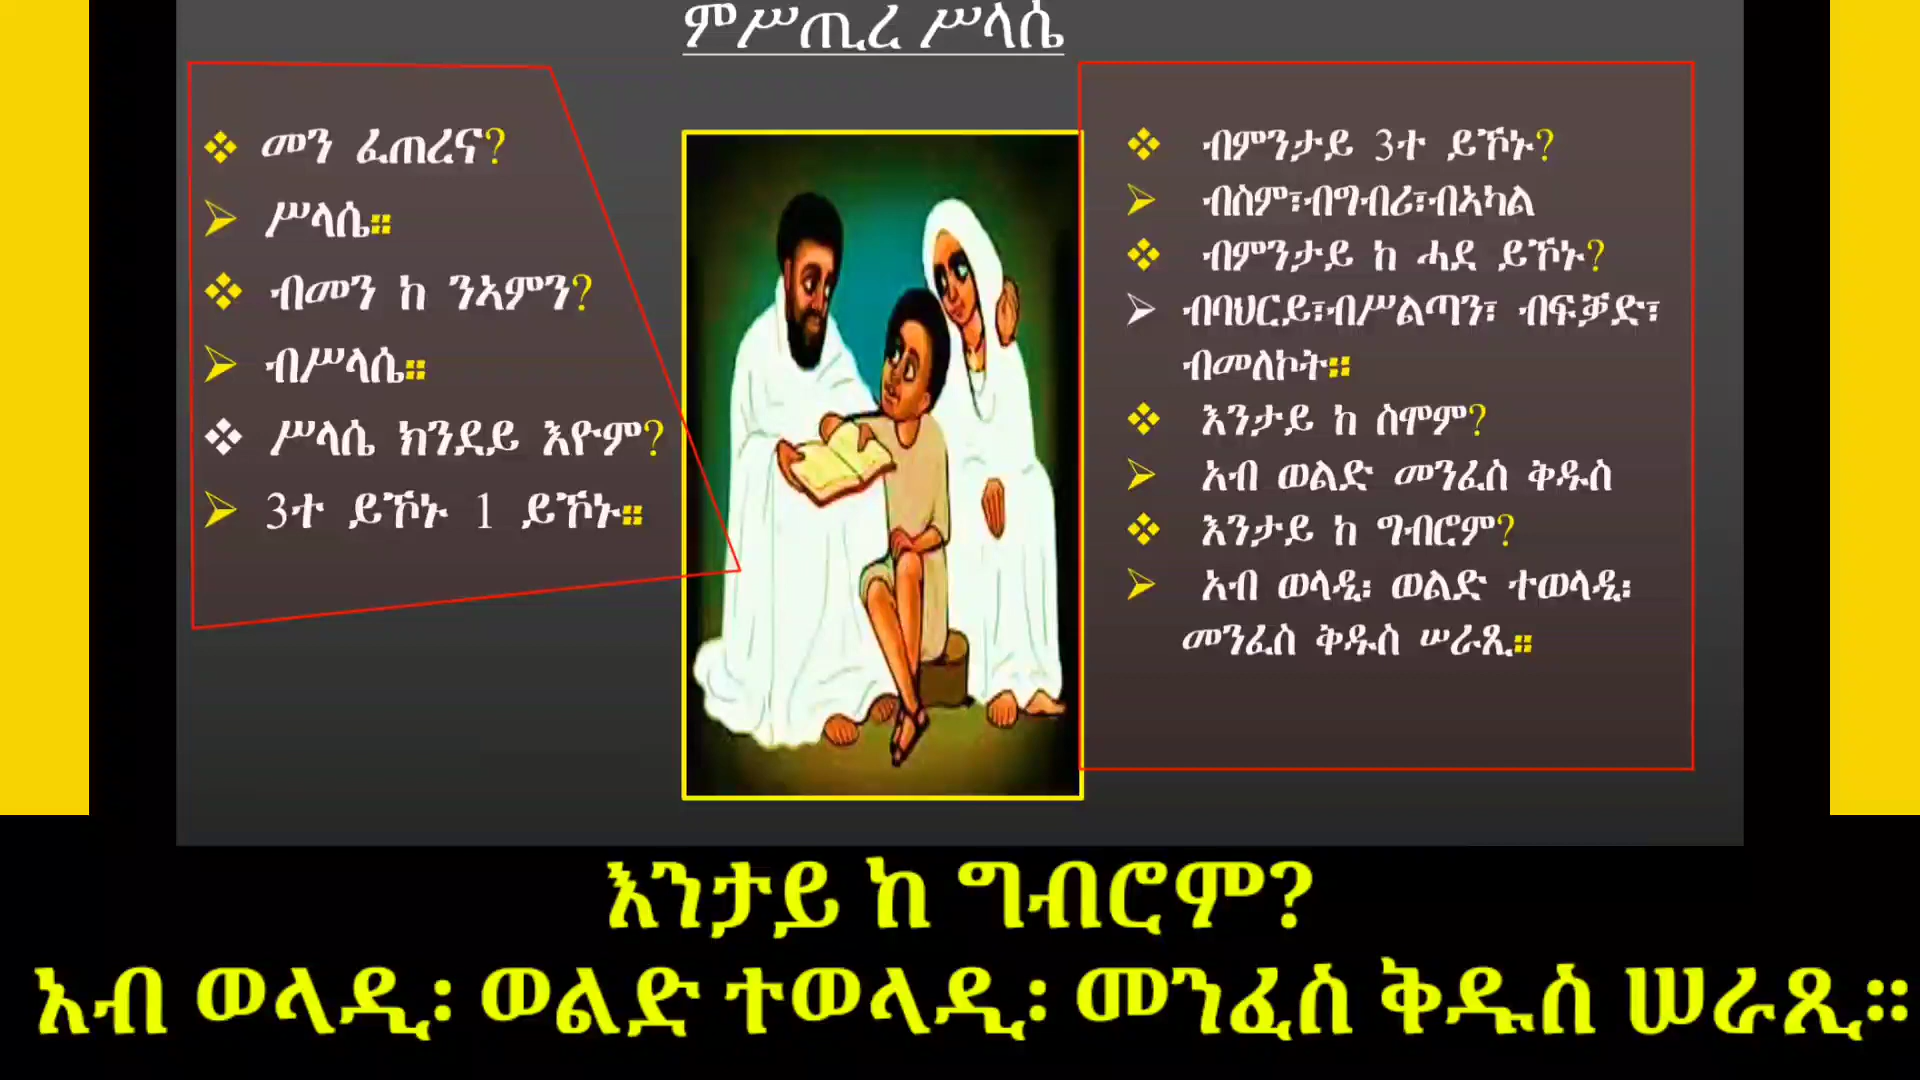 ምሥጢረ ሥላሴ
መን ፈጠረና?
ሥላሴ።
ብመን ከ ንኣምን?
ብሥላሴ።
ሥላሴ ክንደይ እዮም?
3ተ ይኾኑ 1 ይኾኑ።
ብምንታይ 3ተ ይኾኑ?
ብስም፣ብግብሪ፣ብኣካል
ብምንታይ ከ ሓደ ይኾኑ?
ብባህርይ፣ብሥልጣን፣ ብፍቓድ፣
ብመለኮት።
እንታይ ከ ስሞም?
አብ ወልድ መንፈስ ቅዱስ
እንታይ ከ ግብሮም?
አብ ወላዲ፡ ወልድ ተወላዲ፡
መንፈስ ቅዱስ ሠራጺ።
እንታይ ከ ግብሮም?
አብ ወላዲ፡ ወልድ ተወላዲ፡ መንፈስ ቅዱስ ሠራጺ።